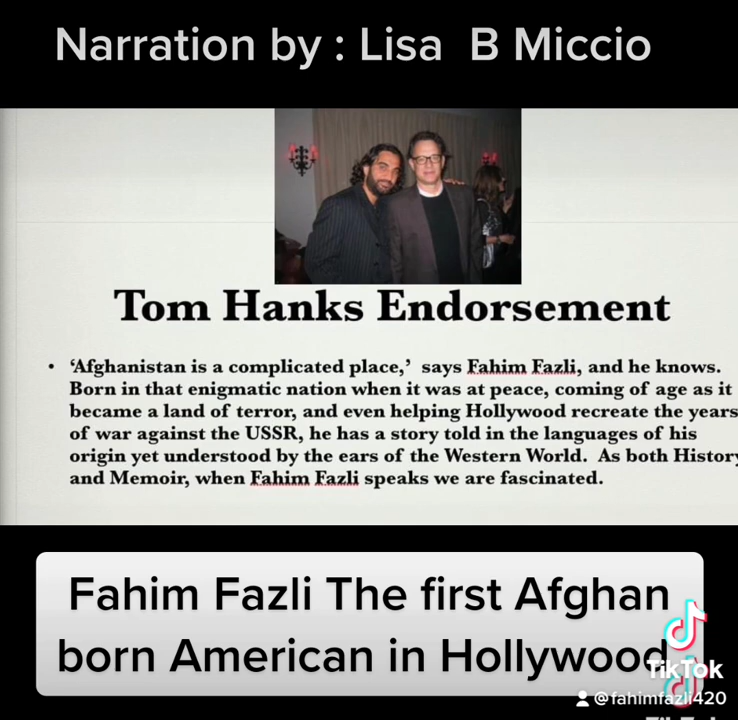 Narration by : Lisa B Miccio
Tom Hanks Endorsement
• ‘Afghanistan is a complicated place,’ says Fahim Fazli, and he knows.
Born in that enigmatic nation when it was at peace, coming of age as it
became a land of terror, and even helping Hollywood recreate the years
of war against the USSR, he has a story told in the languages of his
origin yet understood by the ears of the Western World. As both History
and Memoir, when Fahim Fazli speaks we are fascinated.
Fahim Fazli The first Afghan
born American in Hollywood
TikTok
@fahimfazli420
TikTok